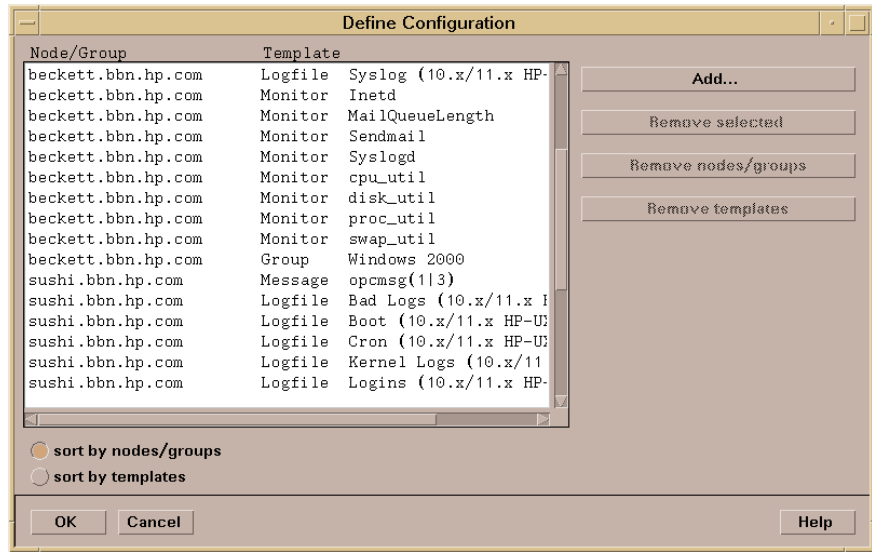 Define Configuration
Node/Group Template
beckett.bbn.hp.com Logfile Syslog (10.x/11.x HP-
beckett.bbn.hp.com Monitor Inetd
beckett.bbn.hp.com Monitor MailQueueLength
beckett.bbn.hp.com Monitor Sendmail
beckett.bbn.hp.com Monitor Syslogd
beckett.bbn.hp.com Monitor cpu_util
beckett.bbn.hp.com Monitor disk_util
beckett.bbn.hp.com Monitor proc_util
beckett.bbn.hp.com Monitor swap_util
beckett.bbn.hp.com Group Windows 2000
sushi.bbn.hp.com Message opcmsg(1|3)
sushi.bbn.hp.com Logfile Bad Logs (10.x/11.x
sushi.bbn.hp.com Logfile Boot (10.x/11.x HP-UX
sushi.bbn.hp.com Logfile Cron (10.x/11.x HP-UX
sushi.bbn.hp.com Logfile Kernel Logs (10.x/11
sushi.bbn.hp.com Logfile Logins (10.x/11.x HP-
Add...
Remove selected
Remove nodes/groups
Remove templates
sort by nodes/groups
sort by templates
OK Cancel Help